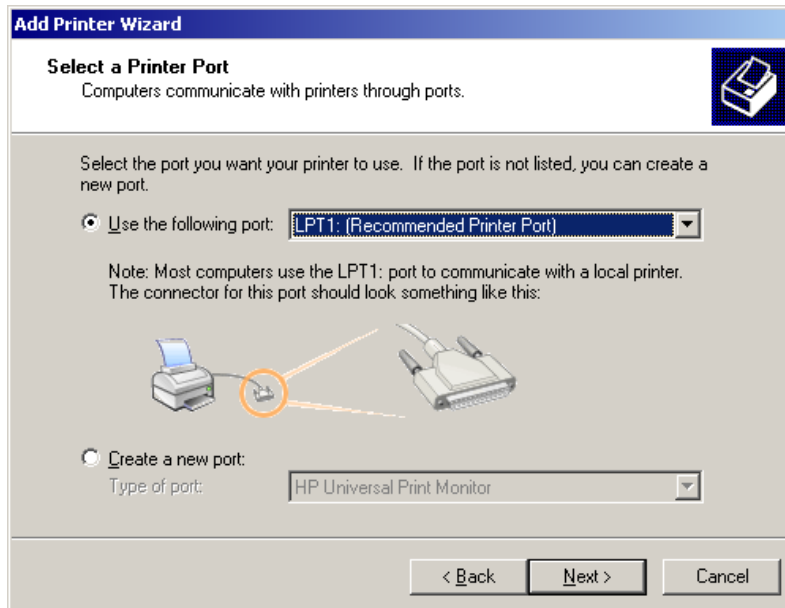 Add Printer Wizard
Select a Printer Port
Computers communicate with printers through ports.
Select the port you want your printer to use.  If the port is not listed, you can create a
new port.
Use the following port: LPT1: (Recommended Printer Port)
Note: Most computers use the LPT1: port to communicate with a local printer.
The connector for this port should look something like this:
Create a new port:
Type of port: HP Universal Print Monitor
< Back Next > Cancel